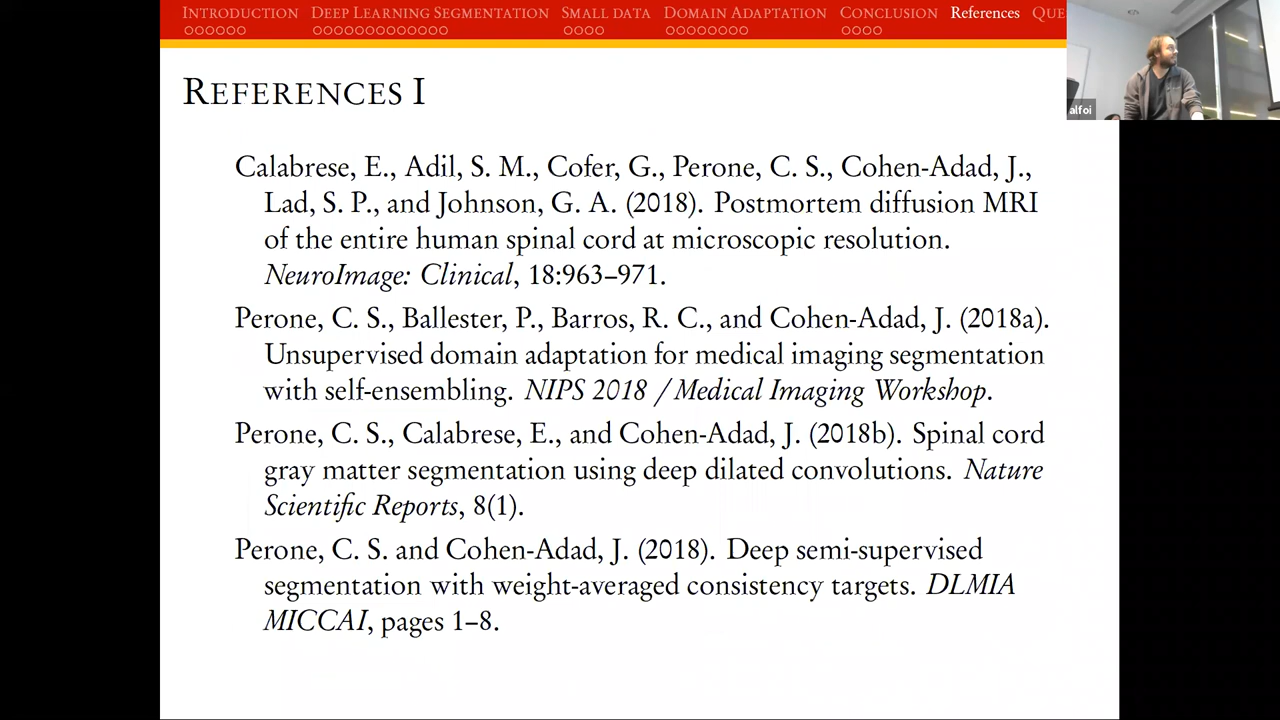 INTRODUCTION DEEP LEARNING SEGMENTATION SMALL DATA DOMAIN ADAPTATION CONCLUSION References QUE
alfoi
REFERENCES I
Calabrese, E., Adil, S. M., Cofer, G., Perone, C. S., Cohen-Adad, J.,
Lad, S. P., and Johnson, G. A. (2018). Postmortem diffusion MRI
of the entire human spinal cord at microscopic resolution.
NeuroImage: Clinical, 18:963–971.
Perone, C. S., Ballester, P., Barros, R. C., and Cohen-Adad, J. (2018a).
Unsupervised domain adaptation for medical imaging segmentation
with self-ensembling. NIPS 2018 / Medical Imaging Workshop.
Perone, C. S., Calabrese, E., and Cohen-Adad, J. (2018b). Spinal cord
gray matter segmentation using deep dilated convolutions. Nature
Scientific Reports, 8(1).
Perone, C. S. and Cohen-Adad, J. (2018). Deep semi-supervised
segmentation with weight-averaged consistency targets. DLMIA
MICCAI, pages 1–8.